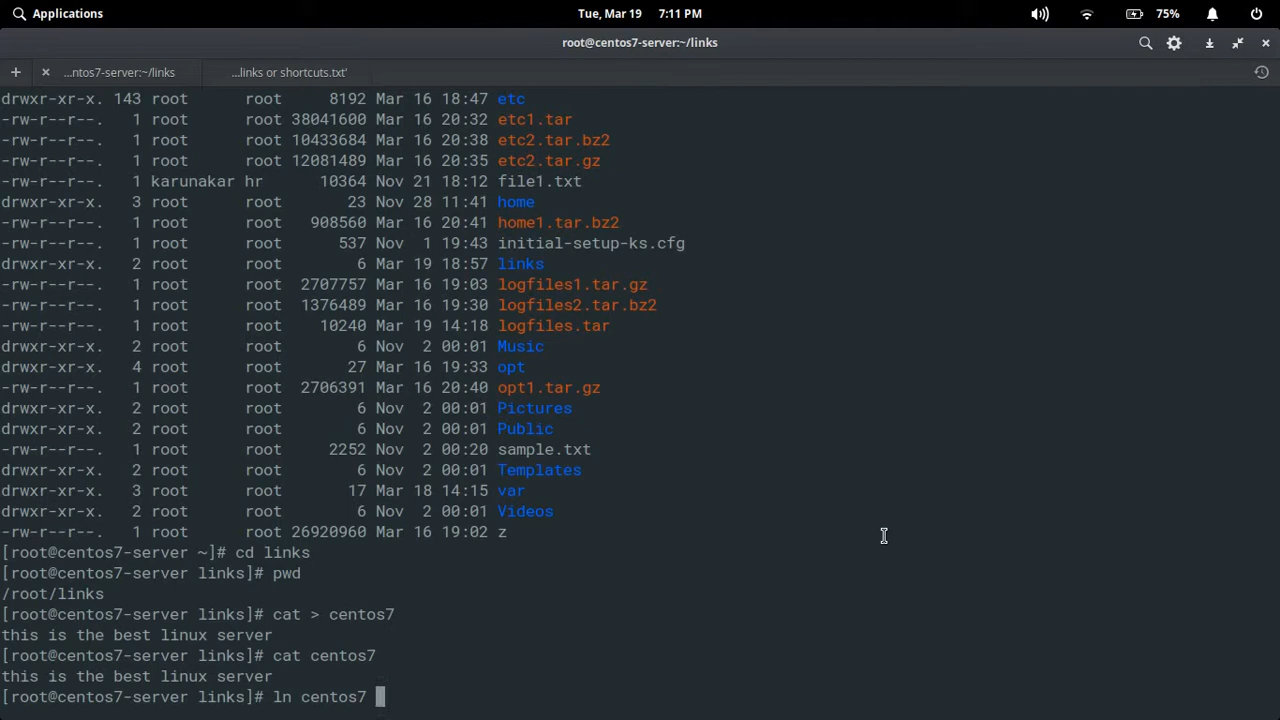 Applications
Tue, Mar 19 7:11 PM
75%
root@centos7-server:~/links
...ntos7-server:~/links
...links or shortcuts.txt'
drwxr-xr-x. 143 root root 8192 Mar 16 18:47 etc
-rw-r--r--. 1 root root 38041600 Mar 16 20:32 etc1.tar
-rw-r--r--. 1 root root 10433684 Mar 16 20:38 etc2.tar.bz2
-rw-r--r--. 1 root root 12081489 Mar 16 20:35 etc2.tar.gz
-rw-r--r--. 1 karunakar hr 10364 Nov 21 18:12 file1.txt
drwxr-xr-x. 3 root root 23 Nov 28 11:41 home
-rw-r--r--. 1 root root 908560 Mar 16 20:41 home1.tar.bz2
-rw-r--r--. 1 root root 537 Nov 1 19:43 initial-setup-ks.cfg
drwxr-xr-x. 2 root root 6 Mar 19 18:57 links
-rw-r--r--. 1 root root 2707757 Mar 16 19:03 logfiles1.tar.gz
-rw-r--r--. 1 root root 1376489 Mar 16 19:30 logfiles2.tar.bz2
-rw-r--r--. 1 root root 10240 Mar 19 14:18 logfiles.tar
drwxr-xr-x. 2 root root 6 Nov 2 00:01 Music
drwxr-xr-x. 4 root root 27 Mar 16 19:33 opt
-rw-r--r--. 1 root root 2706391 Mar 16 20:40 opt1.tar.gz
drwxr-xr-x. 2 root root 6 Nov 2 00:01 Pictures
drwxr-xr-x. 2 root root 6 Nov 2 00:01 Public
-rw-r--r--. 1 root root 2252 Nov 2 00:20 sample.txt
drwxr-xr-x. 2 root root 6 Nov 2 00:01 Templates
drwxr-xr-x. 3 root root 17 Mar 18 14:15 var
drwxr-xr-x. 2 root root 6 Nov 2 00:01 Videos
-rw-r--r--. 1 root root 26920960 Mar 16 19:02 z
[root@centos7-server ~]# cd links
[root@centos7-server links]# pwd
/root/links
[root@centos7-server links]# cat > centos7
this is the best linux server
[root@centos7-server links]# cat centos7
this is the best linux server
[root@centos7-server links]# ln centos7